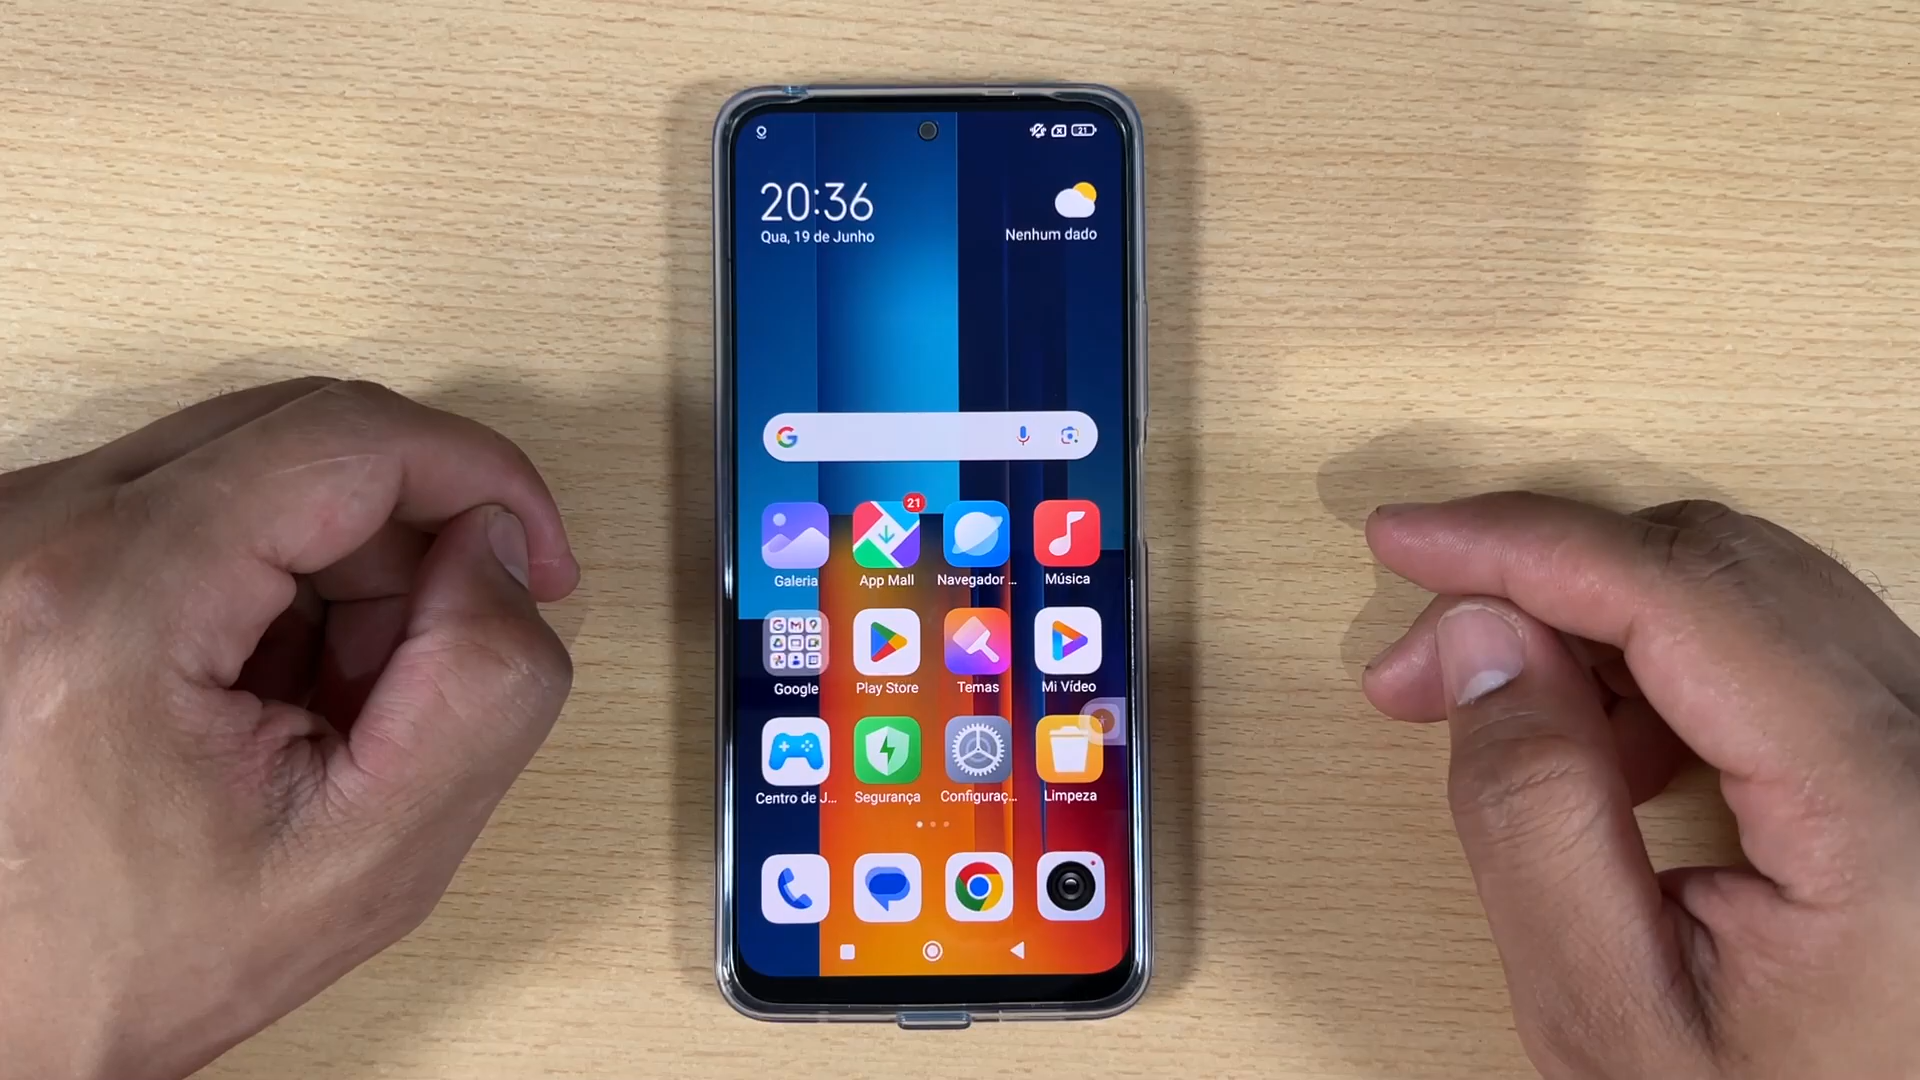 21
20:36
Qua, 19 de Junho
Nenhum dado
21
Galeria
App Mall
Navegador ...
Música
Google
Play Store
Temas
Mi Vídeo
Centro de J...
Segurança
Configuraç...
Limpeza